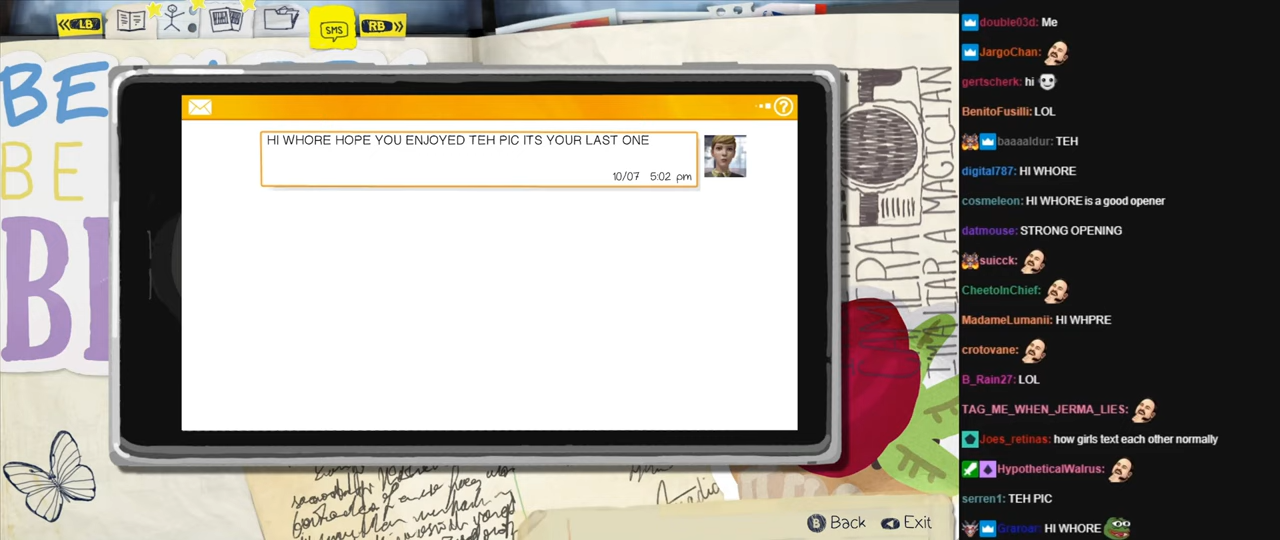 LB
SMS
RB
BE
BE
HI WHORE HOPE YOU ENJOYED TEH PIC ITS YOUR LAST ONE
10/07 5:02 pm
MAGICIAN
B Back
Exit
double03d: Me
JargoChan:
gertscherk: hi
BenitoFusilli: LOL
baaaaldur: TEH
digital787: HI WHORE
cosmeleon: HI WHORE is a good opener
datmouse: STRONG OPENING
suicck:
CheetoInChief:
MadameLumanii: HI WHPRE
crotovane:
B_Rain27: LOL
TAG_ME_WHEN_JERMA_LIES:
Joes_retinas: how girls text each other normally
HypotheticalWalrus:
serren1: TEH PIC
HI WHORE